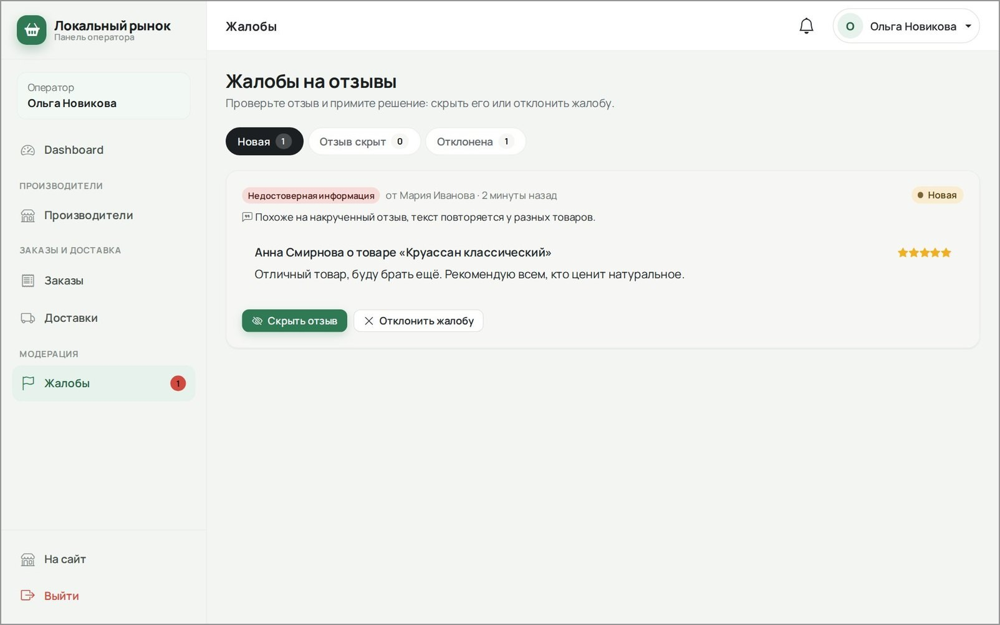 Локальный рынок
Панель оператора
Оператор
Ольга Новикова
Dashboard
ПРОИЗВОДИТЕЛИ
Производители
ЗАКАЗЫ И ДОСТАВКА
Заказы
Доставки
МОДЕРАЦИЯ
Жалобы 1
На сайт
Выйти
Жалобы
О Ольга Новикова
Жалобы на отзывы
Проверьте отзыв и примите решение: скрыть его или отклонить жалобу.
Новая 1 Отзыв скрыт 0 Отклонена 1
Недостоверная информация от Мария Иванова · 2 минуты назад Новая
Похоже на накрученный отзыв, текст повторяется у разных товаров.
Анна Смирнова о товаре «Круассан классический»
Отличный товар, буду брать ещё. Рекомендую всем, кто ценит натуральное.
Скрыть отзыв Отклонить жалобу